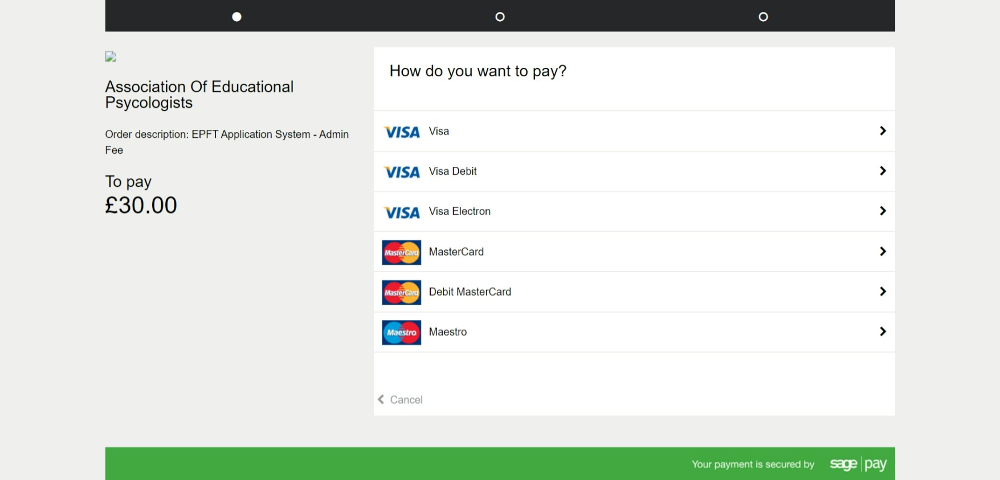 Association Of Educational
Psycologists
Order description: EPFT Application System - Admin
Fee
To pay
£30.00
How do you want to pay?
VISA Visa
VISA Visa Debit
VISA Visa Electron
MasterCard MasterCard
MasterCard Debit MasterCard
Maestro Maestro
Cancel
Your payment is secured by sage pay